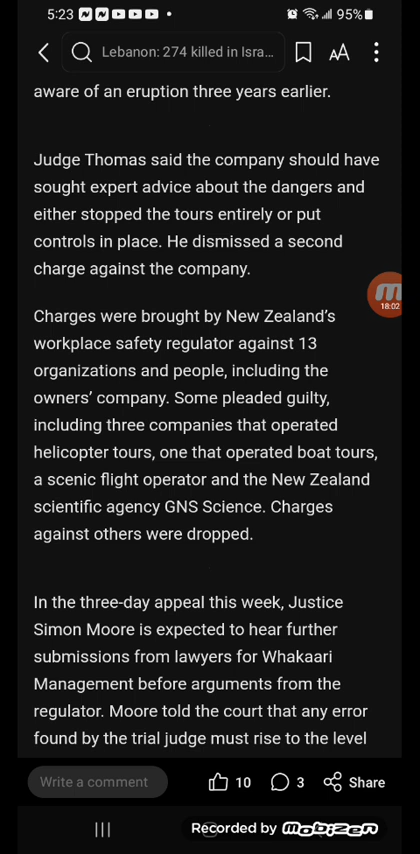 5:23
95%
Lebanon: 274 killed in Isra...
AA
aware of an eruption three years earlier.
Judge Thomas said the company should have
sought expert advice about the dangers and
either stopped the tours entirely or put
controls in place. He dismissed a second
charge against the company.
18:02
Charges were brought by New Zealand’s
workplace safety regulator against 13
organizations and people, including the
owners’ company. Some pleaded guilty,
including three companies that operated
helicopter tours, one that operated boat tours,
a scenic flight operator and the New Zealand
scientific agency GNS Science. Charges
against others were dropped.
In the three-day appeal this week, Justice
Simon Moore is expected to hear further
submissions from lawyers for Whakaari
Management before arguments from the
regulator. Moore told the court that any error
found by the trial judge must rise to the level
Write a comment
10
3
Share
Recorded by mobizen